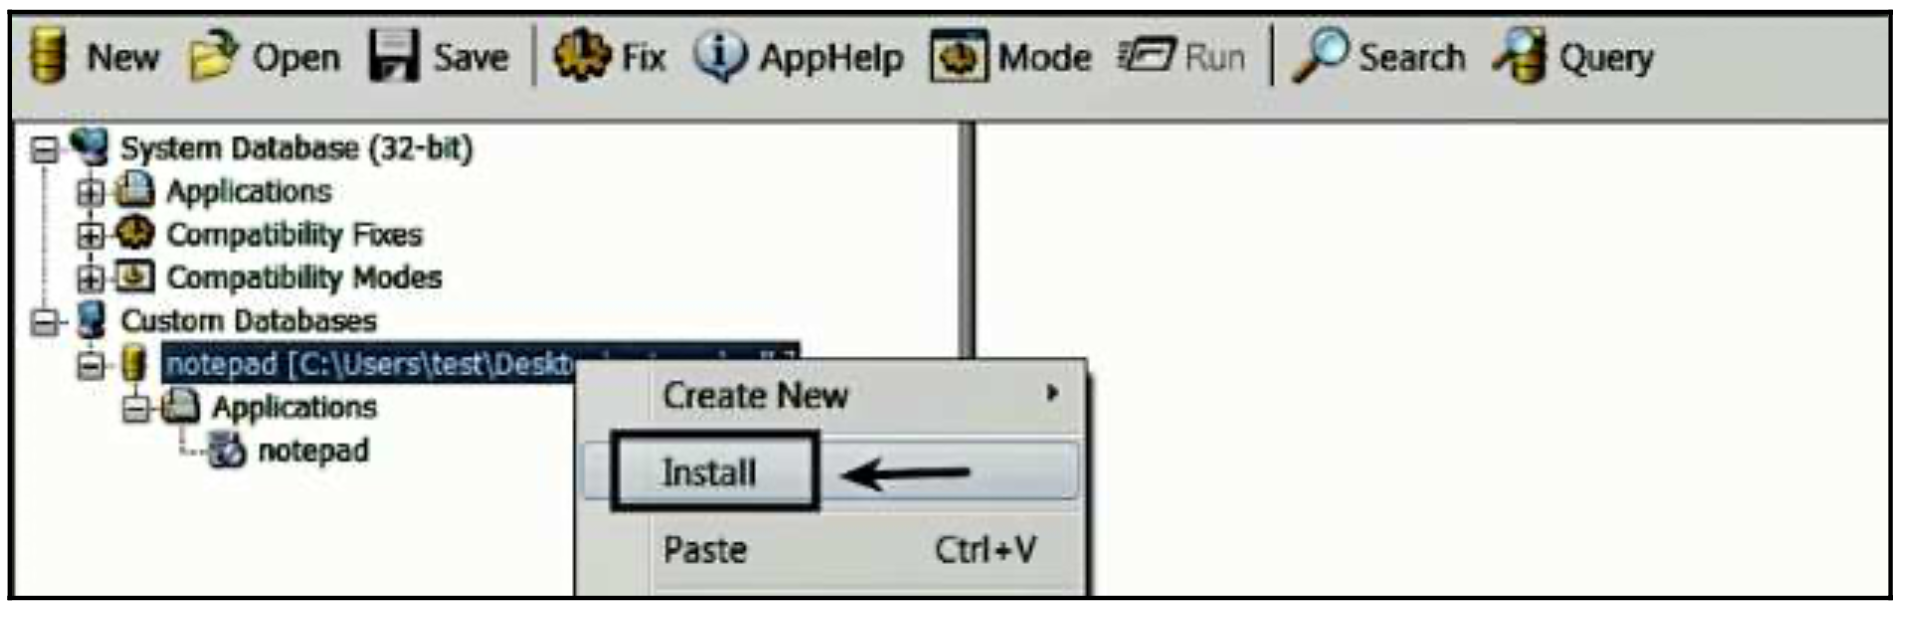 New Open Save Fix AppHelp Mode Run Search Query
System Database (32-bit)
Applications
Compatibility Fixes
Compatibility Modes
Custom Databases
notepad [C:\Users\test\Deskt
Applications
notepad
Create New
Install
Paste Ctrl+V